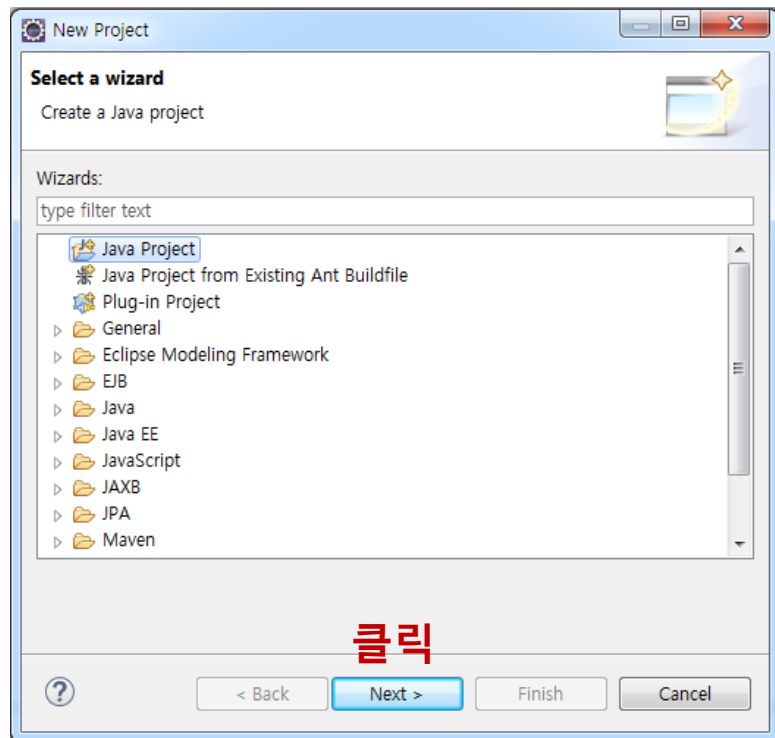 New Project
Select a wizard
Create a Java project
Wizards:
type filter text
Java Project
Java Project from Existing Ant Buildfile
Plug-in Project
General
Eclipse Modeling Framework
EJB
Java
Java EE
JavaScript
JAXB
JPA
Maven
클릭
? < Back Next > Finish Cancel